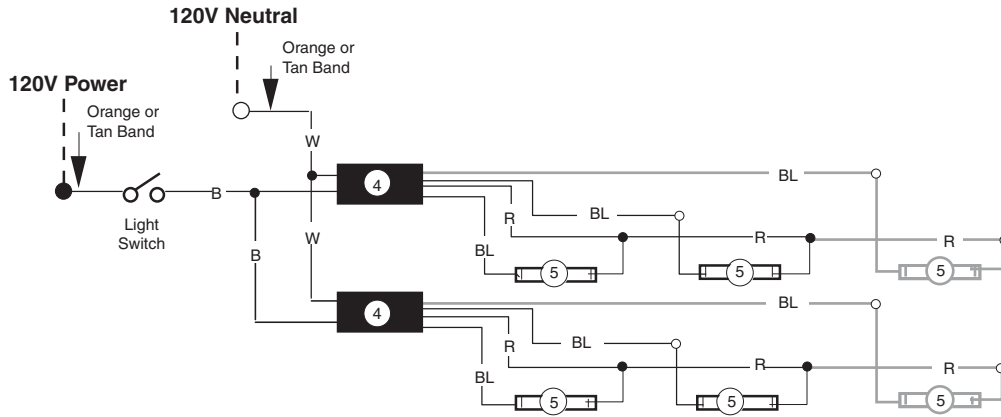 120V Neutral
Orange or
Tan Band
120V Power
Orange or
Tan Band
W
4
BL
B
Light
Switch
R
BL
R
R
W
BL
5
5
5
B
4
BL
R
BL
R
R
BL
5
5
5